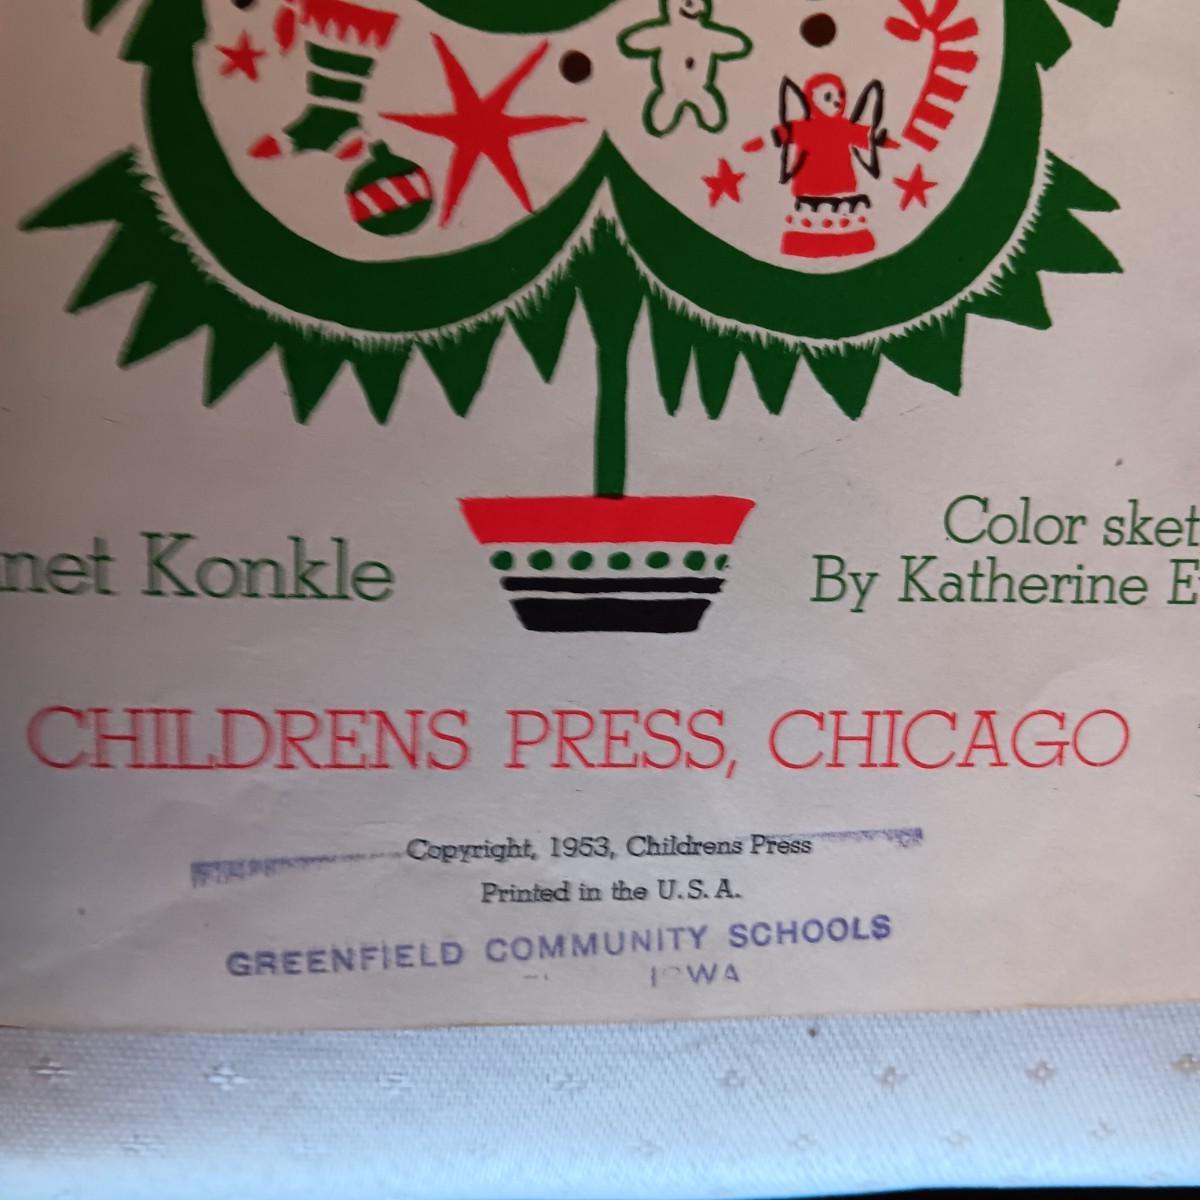 net Konkle
Color sket
By Katherine E
CHILDRENS PRESS, CHICAGO
Copyright, 1953, Childrens Press
Printed in the U. S. A.
GREENFIELD COMMUNITY SCHOOLS
IOWA